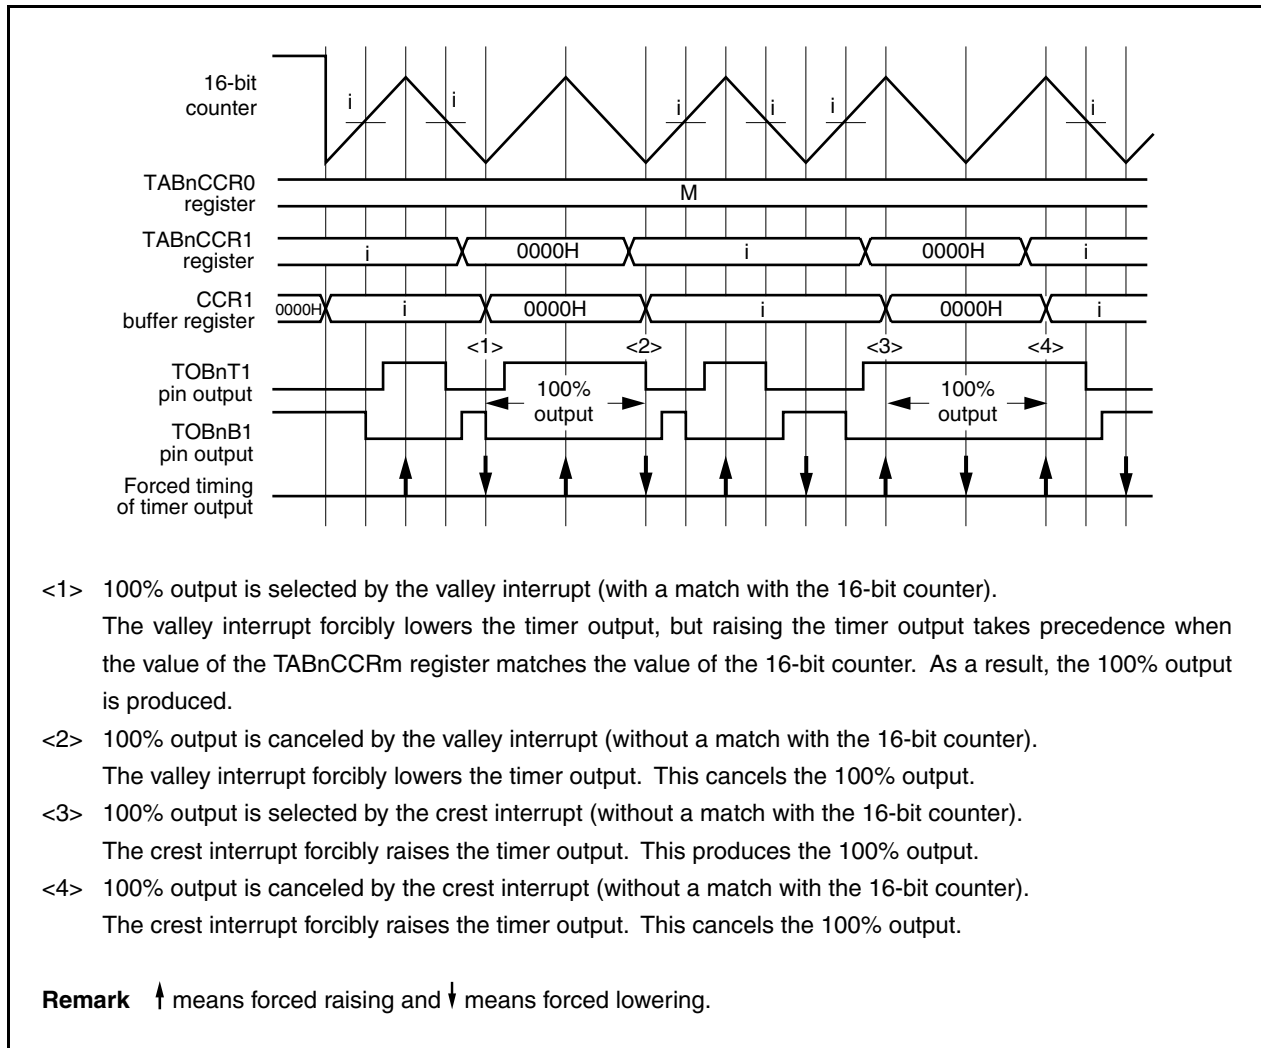 16-bit
counter
i
i
i
i
i
i
TABnCCR0
register
M
TABnCCR1
register
i
0000H
i
0000H
i
CCR1
buffer register
0000H
i
0000H
i
0000H
i
<1>
<2>
<3>
<4>
TOBnT1
pin output
100%
output
100%
output
TOBnB1
pin output
Forced timing
of timer output
<1> 100% output is selected by the valley interrupt (with a match with the 16-bit counter).
The valley interrupt forcibly lowers the timer output, but raising the timer output takes precedence when
the value of the TABnCCRm register matches the value of the 16-bit counter. As a result, the 100% output
is produced.
<2> 100% output is canceled by the valley interrupt (without a match with the 16-bit counter).
The valley interrupt forcibly lowers the timer output. This cancels the 100% output.
<3> 100% output is selected by the crest interrupt (without a match with the 16-bit counter).
The crest interrupt forcibly raises the timer output. This produces the 100% output.
<4> 100% output is canceled by the crest interrupt (without a match with the 16-bit counter).
The crest interrupt forcibly raises the timer output. This cancels the 100% output.
Remark ↑ means forced raising and ↓ means forced lowering.